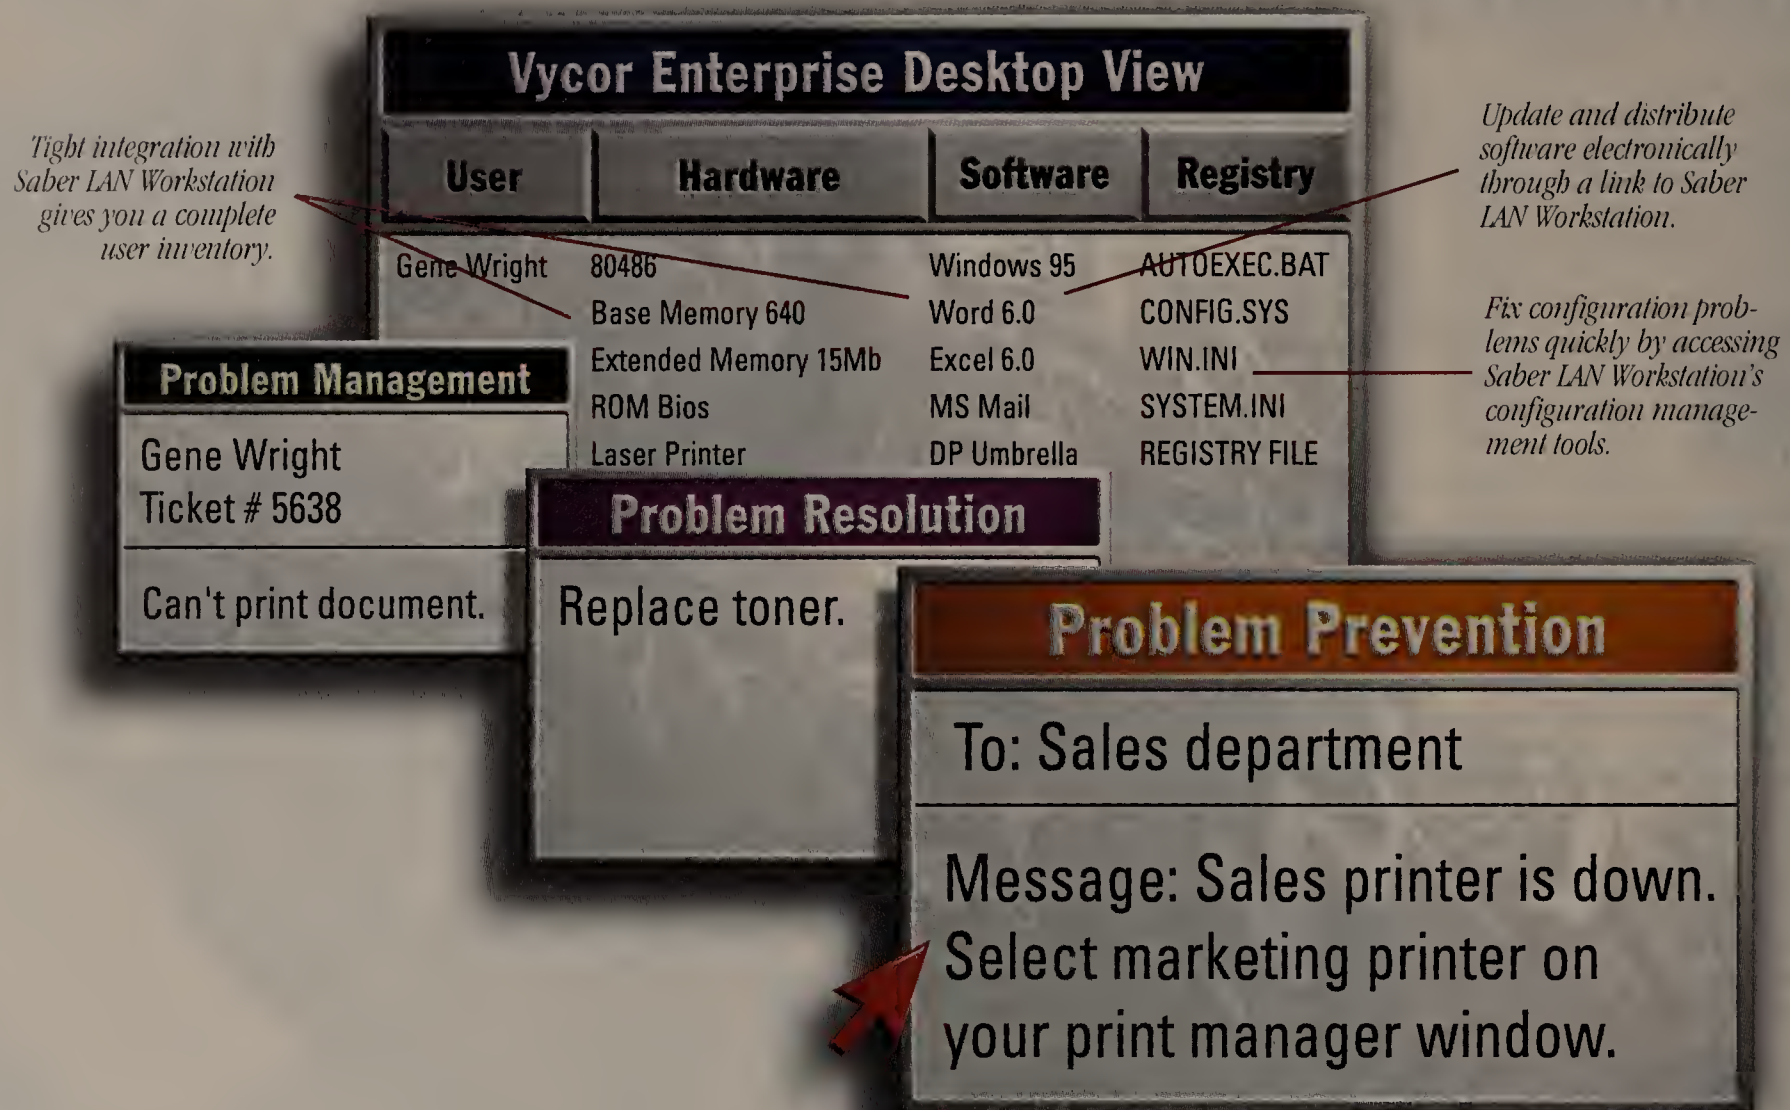 Vycor Enterprise Desktop View
Tight integration with
Saber LAN Workstation
gives you a complete
user inventory.
User Hardware Software Registry
Gene Wright 80486 Windows 95 AUTOEXEC.BAT
Base Memory 640 Word 6.0 CONFIG.SYS
Extended Memory 15Mb Excel 6.0 WIN.INI
ROM Bios MS Mail SYSTEM.INI
Laser Printer DP Umbrella REGISTRY FILE
Update and distribute
software electronically
through a link to Saber
LAN Workstation.
Fix configuration prob-
lems quickly by accessing
Saber LAN Workstation's
configuration manage-
ment tools.
Problem Management
Gene Wright
Ticket # 5638
Can't print document.
Problem Resolution
Replace toner.
Problem Prevention
To: Sales department
Message: Sales printer is down.
Select marketing printer on
your print manager window.